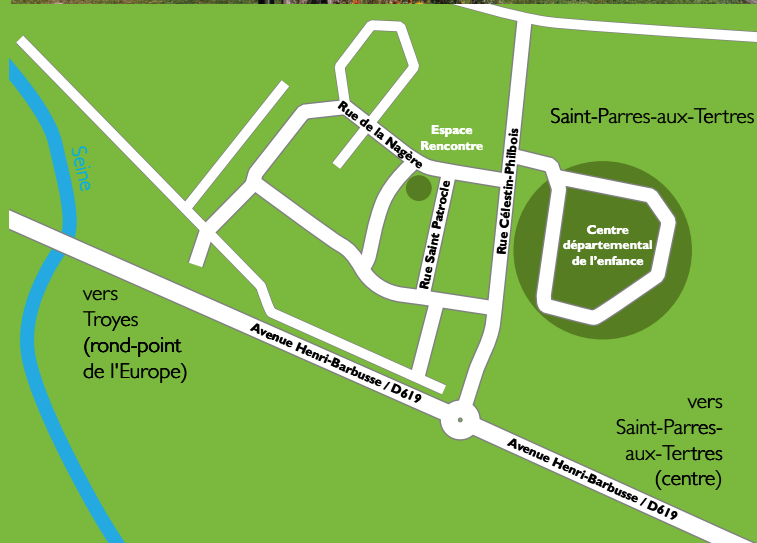 Rue de la Nagère
Espace
Rencontre
Saint-Parres-aux-Tertres
Seine
Rue Célestin-Philbois
Rue Saint Patrocle
Centre
départemental
de l'enfance
vers
Troyes
(rond-point
de l'Europe)
Avenue Henri-Barbusse / D619
vers
Saint-Parres-
aux-Tertres
(centre)
Avenue Henri-Barbusse / D619